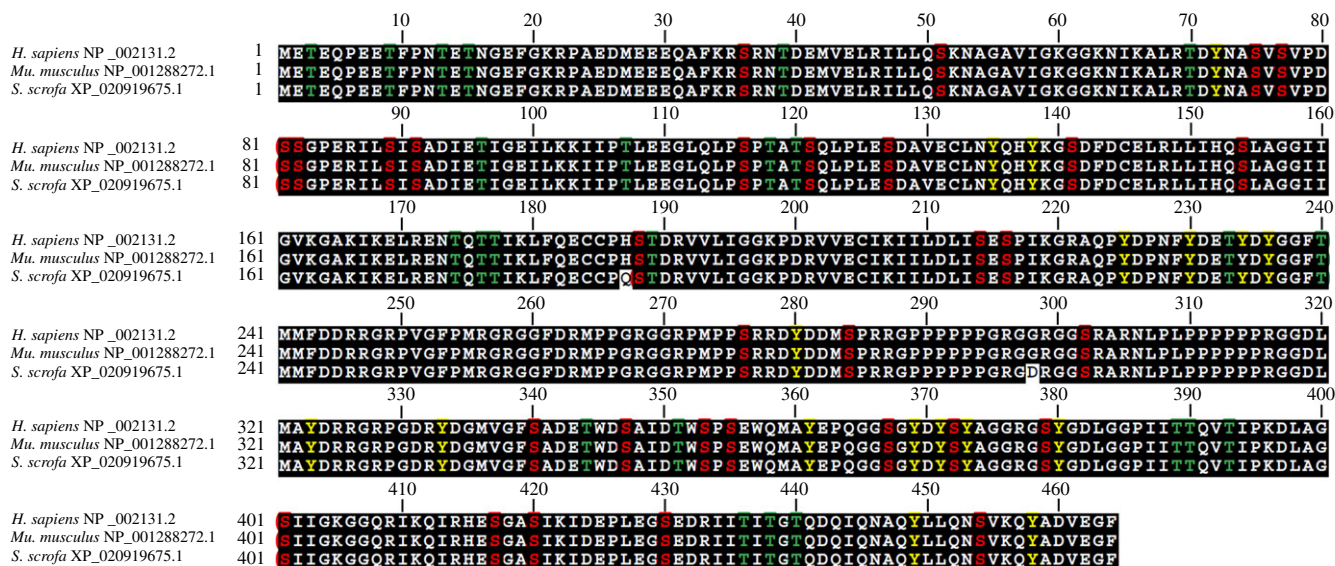 10 20 30 40 50 60 70 80
H. sapiens NP _002131.2 1 METEQPEETFPNTETNGEFGKRPAEDMEEEQAFKRSRNTDEMVELRILLQSKNAGAVIGKGGKNIKALRTDYNASVSVPD
Mu. musculus NP_001288272.1 1 METEQPEETFPNTETNGEFGKRPAEDMEEEQAFKRSRNTDEMVELRILLQSKNAGAVIGKGGKNIKALRTDYNASVSVPD
S. scrofa XP_020919675.1 1 METEQPEETFPNTETNGEFGKRPAEDMEEEQAFKRSRNTDEMVELRILLQSKNAGAVIGKGGKNIKALRTDYNASVSVPD
90 100 110 120 130 140 150 160
H. sapiens NP _002131.2 81 SSGPERILSISADIETIGEILKKIIPTLEEGLQLPSPTATSQLPLESDAVECLNYQHYKGSDFDCELRLLIHQSLAGGII
Mu. musculus NP_001288272.1 81 SSGPERILSISADIETIGEILKKIIPTLEEGLQLPSPTATSQLPLESDAVECLNYQHYKGSDFDCELRLLIHQSLAGGII
S. scrofa XP_020919675.1 81 SSGPERILSISADIETIGEILKKIIPTLEEGLQLPSPTATSQLPLESDAVECLNYQHYKGSDFDCELRLLIHQSLAGGII
170 180 190 200 210 220 230 240
H. sapiens NP _002131.2 161 GVKGAKIKELRENTQTTIKLFQECCPHSTDRVVLIGGKPDRVVECIKIILDLISESPIKGRAQPYDPNFYDETYDYGGFT
Mu. musculus NP_001288272.1 161 GVKGAKIKELRENTQTTIKLFQECCPHSTDRVVLIGGKPDRVVECIKIILDLISESPIKGRAQPYDPNFYDETYDYGGFT
S. scrofa XP_020919675.1 161 GVKGAKIKELRENTQTTIKLFQECCPQSTDRVVLIGGKPDRVVECIKIILDLISESPIKGRAQPYDPNFYDETYDYGGFT
250 260 270 280 290 300 310 320
H. sapiens NP _002131.2 241 MMFDDRRGRPVGFPMRGRGGFDRMPPGRGGRPMPPSRRDYDDMSPRRGPPPPPPGRGGRGGSRARNLPLPPPPPPRGGDL
Mu. musculus NP_001288272.1 241 MMFDDRRGRPVGFPMRGRGGFDRMPPGRGGRPMPPSRRDYDDMSPRRGPPPPPPGRGGRGGSRARNLPLPPPPPPRGGDL
S. scrofa XP_020919675.1 241 MMFDDRRGRPVGFPMRGRGGFDRMPPGRGGRPMPPSRRDYDDMSPRRGPPPPPPGRGDRGGSRARNLPLPPPPPPRGGDL
330 340 350 360 370 380 390 400
H. sapiens NP _002131.2 321 MAYDRRGRPGDRYDGMVGFSADETWDSAIDTWSPSEWQMAYEPQGGSGYDYSYAGGRGSYGDLGGPIITTQVTIPKDLAG
Mu. musculus NP_001288272.1 321 MAYDRRGRPGDRYDGMVGFSADETWDSAIDTWSPSEWQMAYEPQGGSGYDYSYAGGRGSYGDLGGPIITTQVTIPKDLAG
S. scrofa XP_020919675.1 321 MAYDRRGRPGDRYDGMVGFSADETWDSAIDTWSPSEWQMAYEPQGGSGYDYSYAGGRGSYGDLGGPIITTQVTIPKDLAG
410 420 430 440 450 460
H. sapiens NP _002131.2 401 SIIGKGGQRIKQIRHESGASIKIDEPLEGSEDRIITITGTQDQIQNAQYLLQNSVKQYADVEGF
Mu. musculus NP_001288272.1 401 SIIGKGGQRIKQIRHESGASIKIDEPLEGSEDRIITITGTQDQIQNAQYLLQNSVKQYADVEGF
S. scrofa XP_020919675.1 401 SIIGKGGQRIKQIRHESGASIKIDEPLEGSEDRIITITGTQDQIQNAQYLLQNSVKQYADVEGF